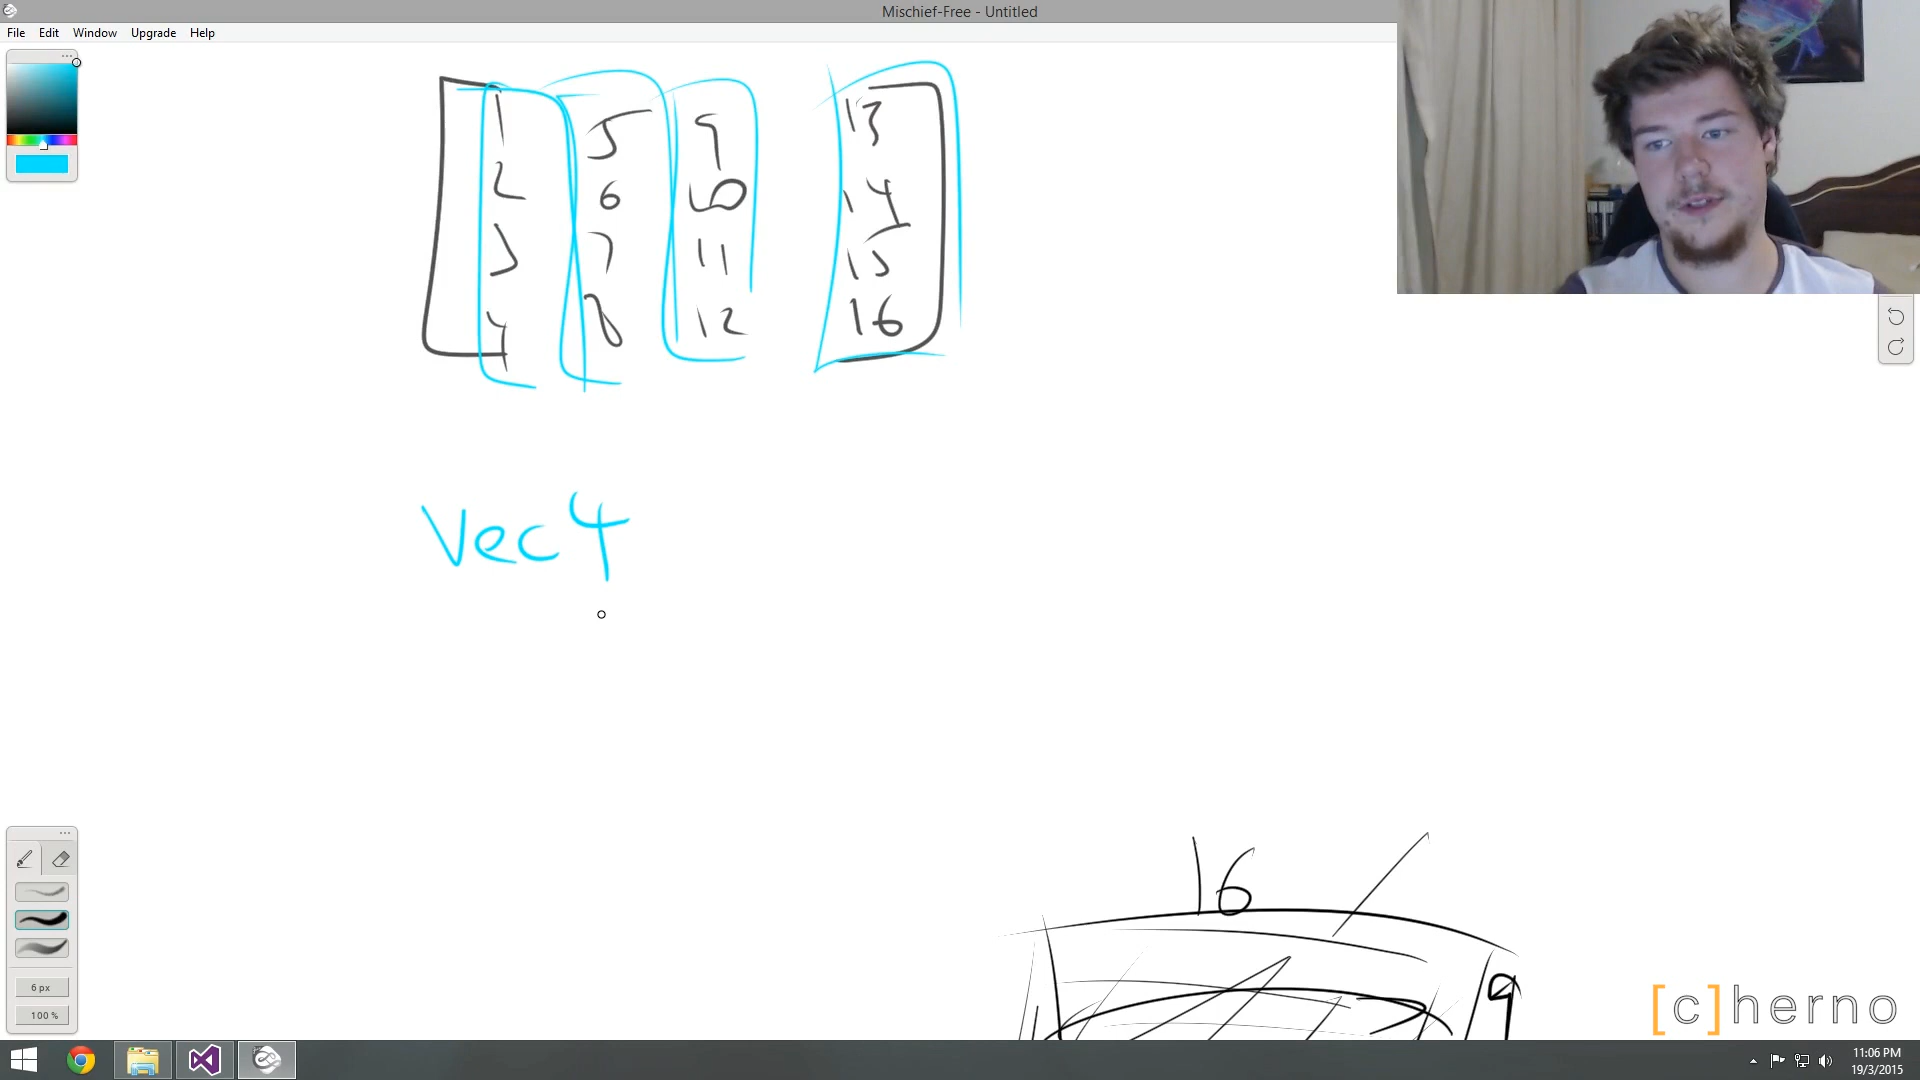 Mischief-Free - Untitled
File Edit Window Upgrade Help
1 5 9 13
2 6 10 14
3 7 11 15
4 8 12 16
Vec4
16
9
6 px
100 %
[c]herno
11:06 PM
19/3/2015